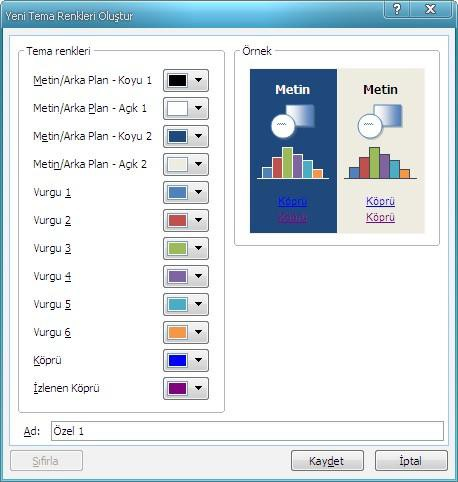 Yeni Tema Renkleri Oluştur
Tema renkleri
Metin/Arka Plan - Koyu 1
Metin/Arka Plan - Açık 1
Metin/Arka Plan - Koyu 2
Metin/Arka Plan - Açık 2
Vurgu 1
Vurgu 2
Vurgu 3
Vurgu 4
Vurgu 5
Vurgu 6
Köprü
İzlenen Köprü
Örnek
Metin Metin
Köprü Köprü
Köprü Köprü
Ad: Özel 1
Sıfırla Kaydet İptal